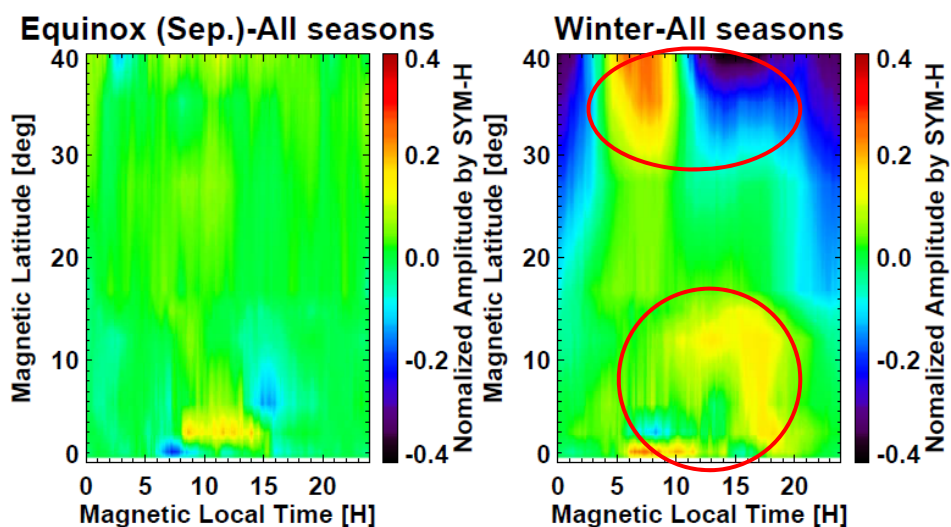 Equinox (Sep.)-All seasons
40
30
20
10
0
Magnetic Latitude [deg]
0 5 10 15 20
Magnetic Local Time [H]
0.4
0.2
0.0
-0.2
-0.4
Nomalized Amplitude by SYM-H
Winter-All seasons
40
30
20
10
0
Magnetic Latitude [deg]
0 5 10 15 20
Magnetic Local Time [H]
0.4
0.2
0.0
-0.2
-0.4
Nomalized Amplitude by SYM-H